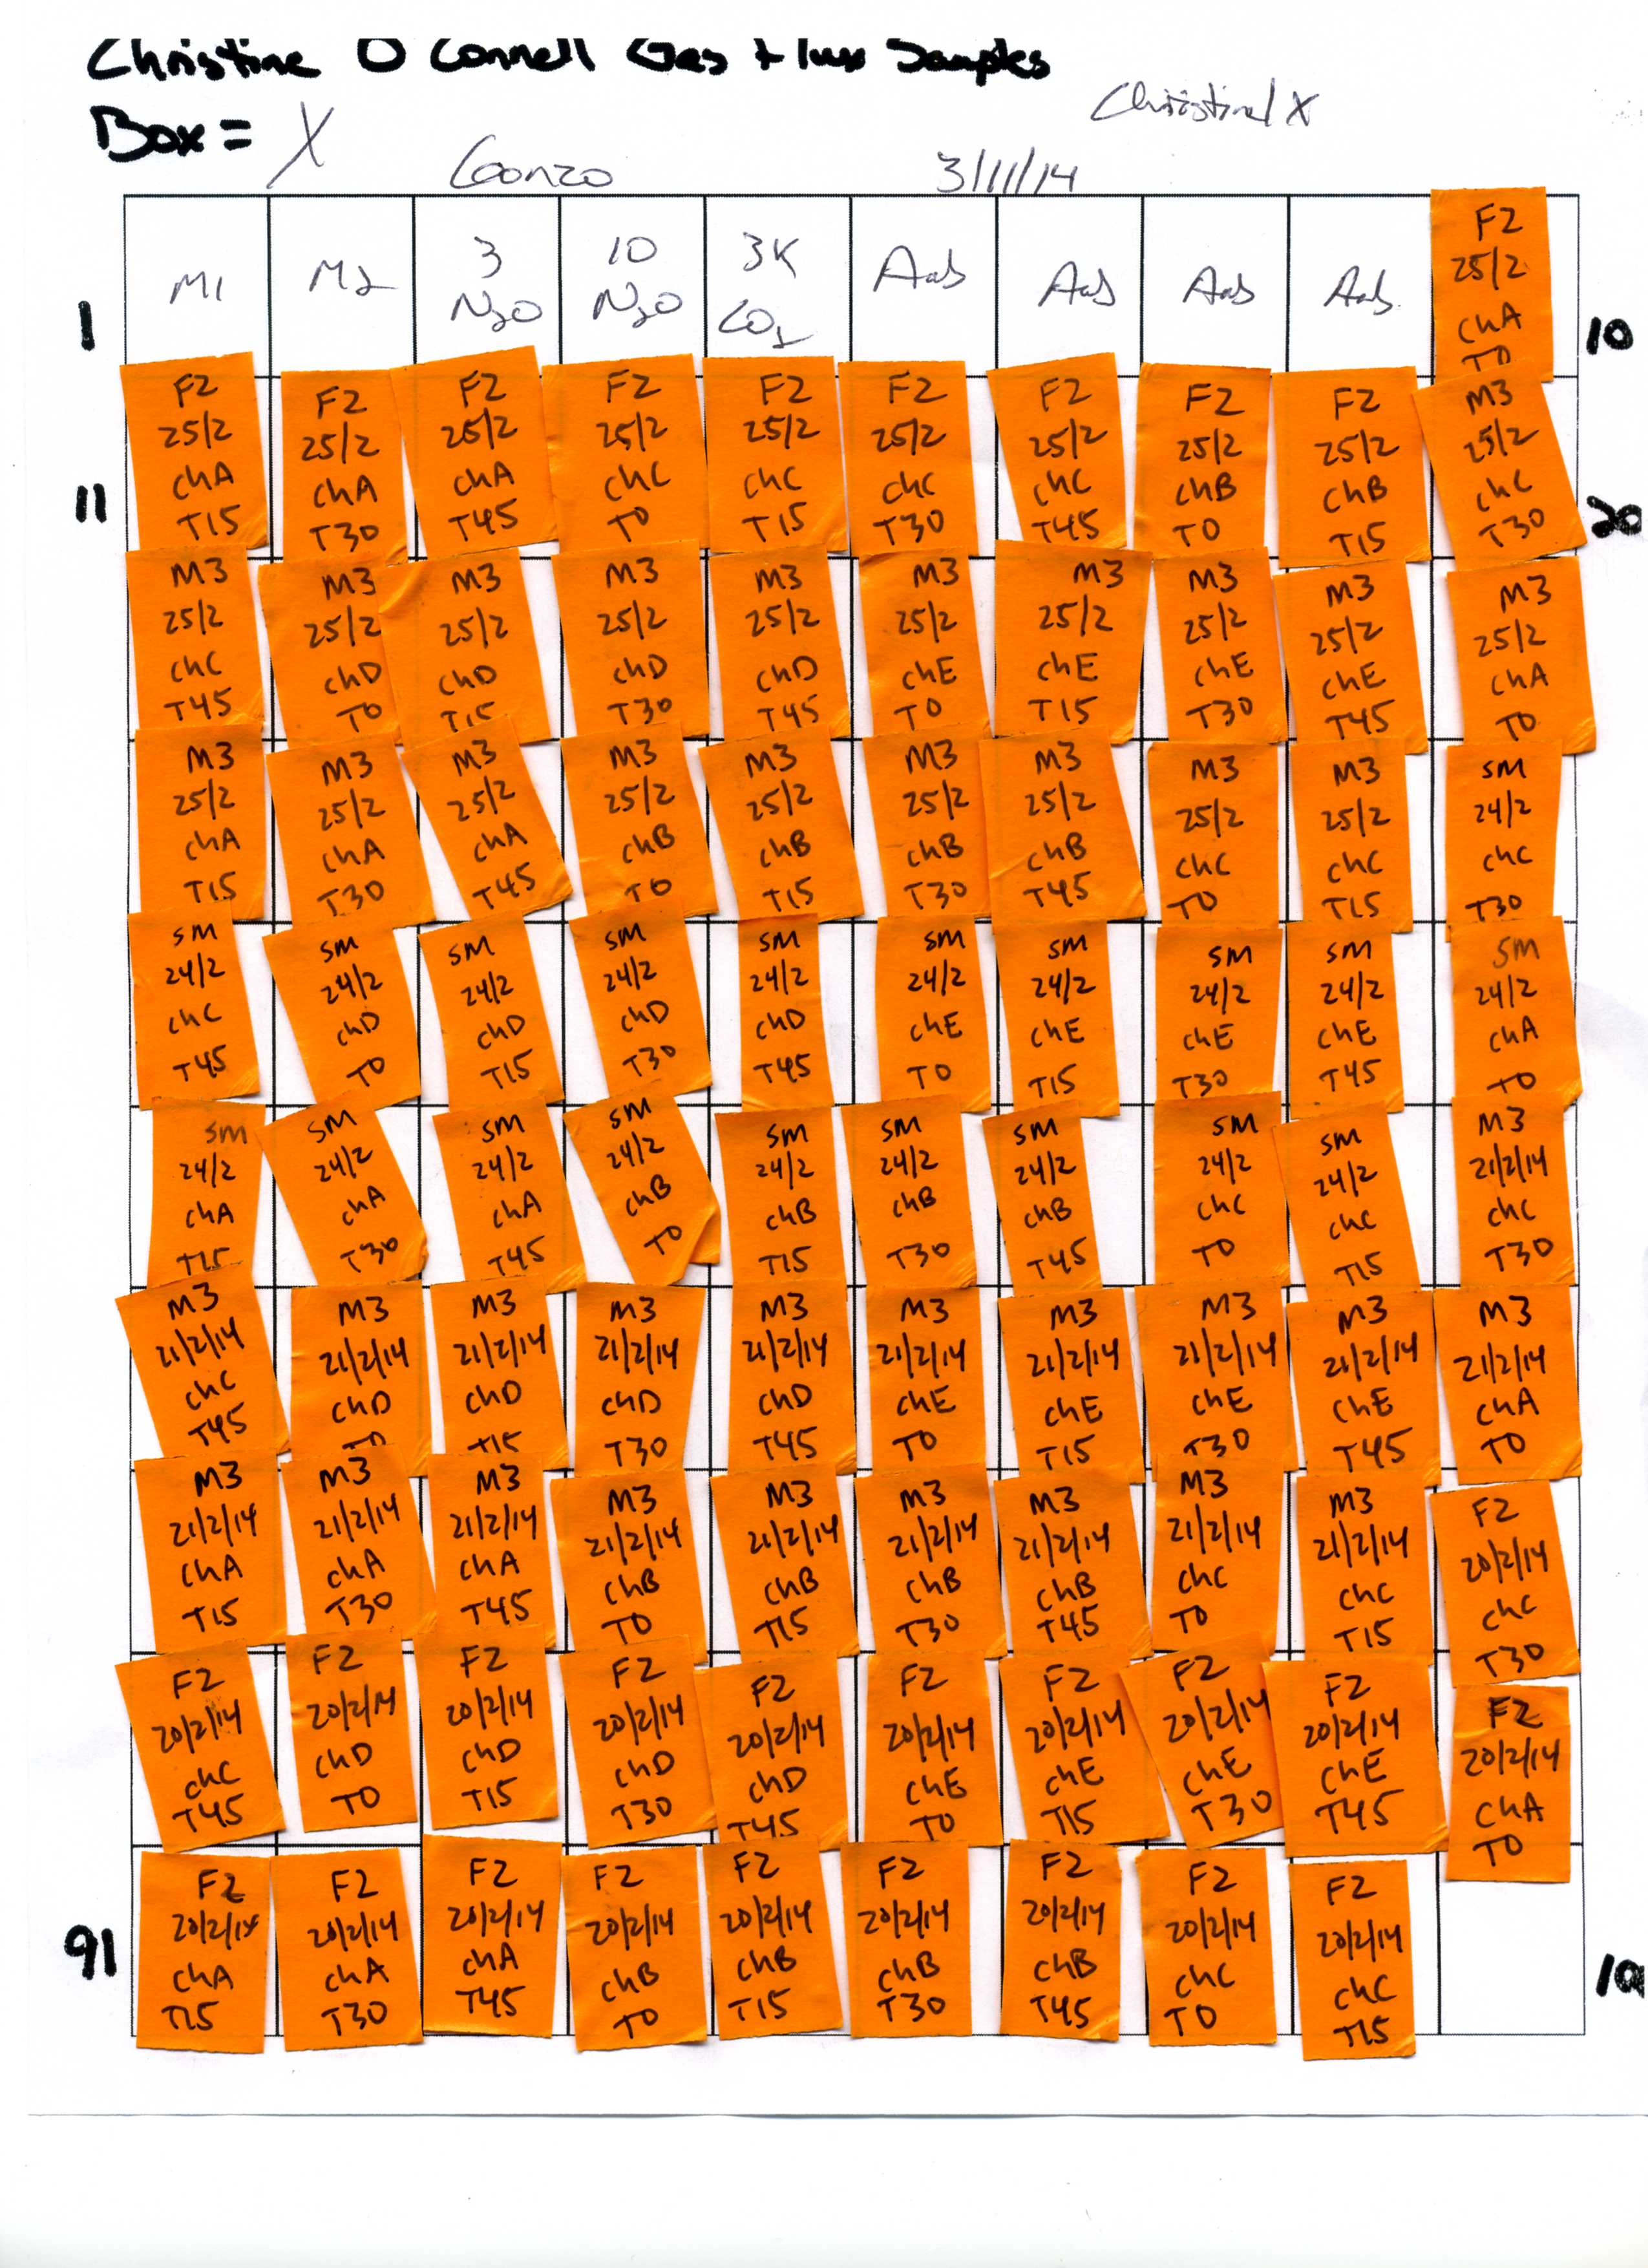 Christine O Connell Gas Flux Samples
Box = X
Christine/X
Gonzo 3/11/14
1 M1 M2 3 N2O 10 N2O 3K CO2 Aas Aas Aas Aas F2 25/2 chA T0 10
11 F2 25/2 chA T15 F2 25/2 chA T30 F2 25/2 chA T45 F2 25/2 chC T0 F2 25/2 chC T15 F2 25/2 chC T30 F2 25/2 chC T45 F2 25/2 chB T0 F2 25/2 chB T15 M3 25/2 chC T30 20
M3 25/2 chC T45 M3 25/2 chD T0 M3 25/2 chD T15 M3 25/2 chD T30 M3 25/2 chD T45 M3 25/2 chE T0 M3 25/2 chE T15 M3 25/2 chE T30 M3 25/2 chE T45 M3 25/2 chA T0
M3 25/2 chA T15 M3 25/2 chA T30 M3 25/2 chA T45 M3 25/2 chB T0 M3 25/2 chB T15 M3 25/2 chB T30 M3 25/2 chB T45 M3 25/2 chC T0 M3 25/2 chC T15 SM 24/2 chC T30
SM 24/2 chC T45 SM 24/2 chD T0 SM 24/2 chD T15 SM 24/2 chD T30 SM 24/2 chD T45 SM 24/2 chE T0 SM 24/2 chE T15 SM 24/2 chE T30 SM 24/2 chE T45 SM 24/2 chA T0
SM 24/2 chA T15 SM 24/2 chA T30 SM 24/2 chA T45 SM 24/2 chB T0 SM 24/2 chB T15 SM 24/2 chB T30 SM 24/2 chB T45 SM 24/2 chC T0 SM 24/2 chC T15 M3 21/2/14 chC T30
M3 21/2/14 chC T45 M3 21/2/14 chD T0 M3 21/2/14 chD T15 M3 21/2/14 chD T30 M3 21/2/14 chD T45 M3 21/2/14 chE T0 M3 21/2/14 chE T15 M3 21/2/14 chE T30 M3 21/2/14 chE T45 M3 21/2/14 chA T0
M3 21/2/14 chA T15 M3 21/2/14 chA T30 M3 21/2/14 chA T45 M3 21/2/14 chB T0 M3 21/2/14 chB T15 M3 21/2/14 chB T30 M3 21/2/14 chB T45 M3 21/2/14 chC T0 M3 21/2/14 chC T15 F2 20/2/14 chC T30
F2 20/2/14 chC T45 F2 20/2/14 chD T0 F2 20/2/14 chD T15 F2 20/2/14 chD T30 F2 20/2/14 chD T45 F2 20/2/14 chE T0 F2 20/2/14 chE T15 F2 20/2/14 chE T30 F2 20/2/14 chE T45 F2 20/2/14 chA T0
91 F2 20/2/14 chA T15 F2 20/2/14 chA T30 F2 20/2/14 chA T45 F2 20/2/14 chB T0 F2 20/2/14 chB T15 F2 20/2/14 chB T30 F2 20/2/14 chB T45 F2 20/2/14 chC T0 F2 20/2/14 chC T15 10